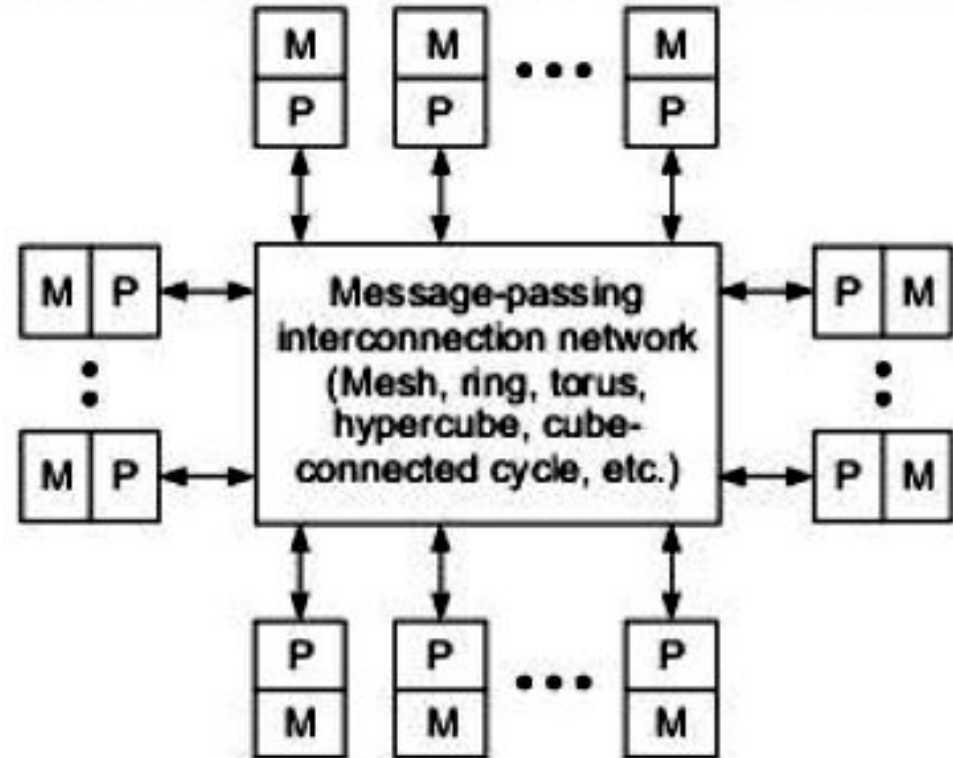 M M M
P P P
M P
P M
Message-passing
interconnection network
(Mesh, ring, torus,
hypercube, cube-
connected cycle, etc.)
M P
P M
P P P
M M M